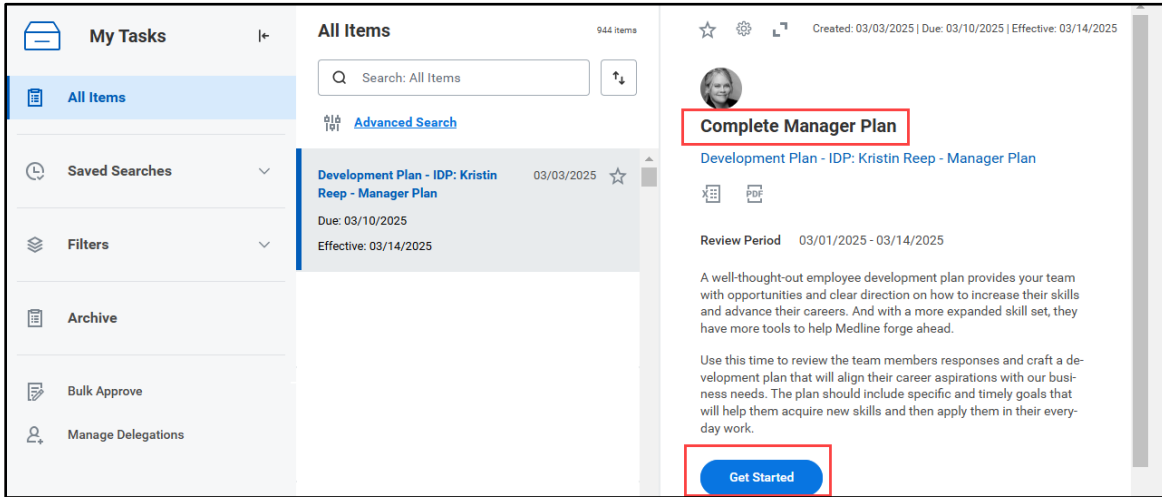 My Tasks
All Items
Saved Searches
Filters
Archive
Bulk Approve
Manage Delegations
All Items
944 items
Search: All Items
Advanced Search
Development Plan - IDP: Kristin
Reep - Manager Plan
03/03/2025
Due: 03/10/2025
Effective: 03/14/2025
Created: 03/03/2025 | Due: 03/10/2025 | Effective: 03/14/2025
Complete Manager Plan
Development Plan - IDP: Kristin Reep - Manager Plan
PDF
Review Period 03/01/2025 - 03/14/2025
A well-thought-out employee development plan provides your team
with opportunities and clear direction on how to increase their skills
and advance their careers. And with a more expanded skill set, they
have more tools to help Medline forge ahead.
Use this time to review the team members responses and craft a de-
velopment plan that will align their career aspirations with our busi-
ness needs. The plan should include specific and timely goals that
will help them acquire new skills and then apply them in their every-
day work.
Get Started